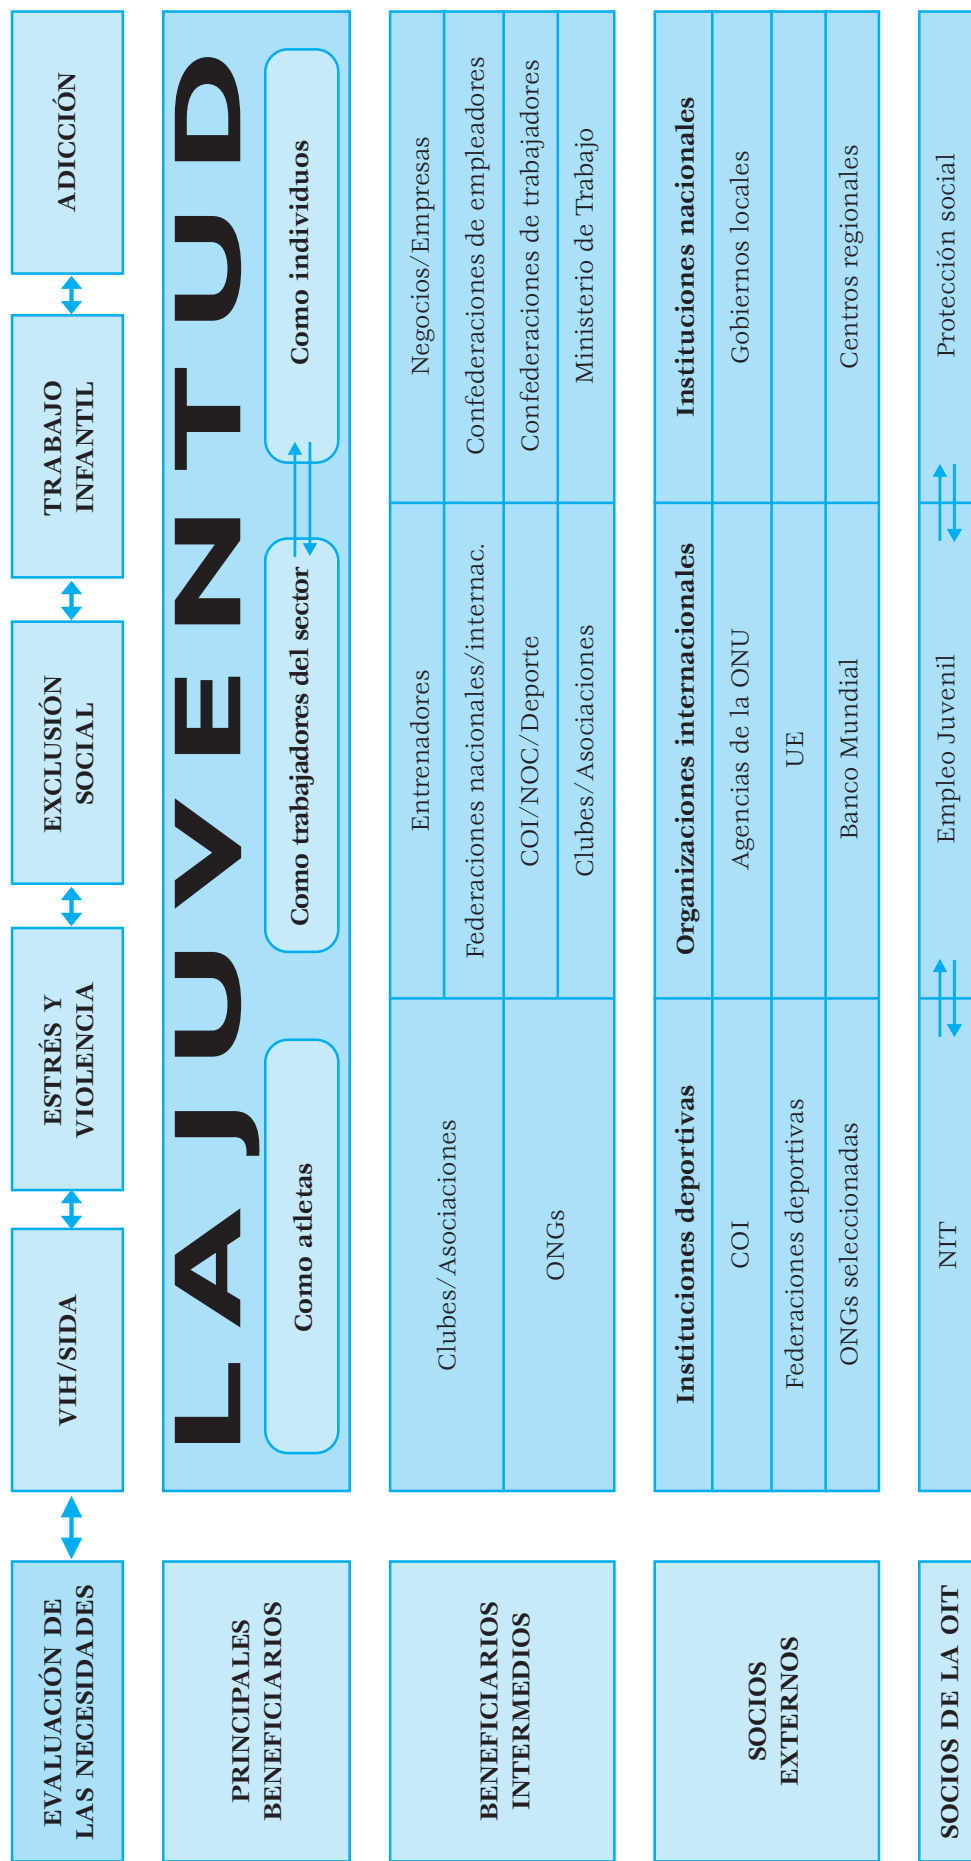 EVALUACIÓN DE
LAS NECESIDADES
VIH/SIDA
ESTRÉS Y
VIOLENCIA
EXCLUSIÓN
SOCIAL
TRABAJO
INFANTIL
ADICCIÓN
PRINCIPALES
BENEFICIARIOS
LA JUVENTUD
Como atletas
Como trabajadores del sector
Como individuos
BENEFICIARIOS
INTERMEDIOS
Clubes/Asociaciones
ONGs
Entrenadores
Federaciones nacionales/internac.
COI/NOC/Deporte
Clubes/Asociaciones
Negocios/Empresas
Confederaciones de empleadores
Confederaciones de trabajadores
Ministerio de Trabajo
SOCIOS
EXTERNOS
Instituciones deportivas
COI
Federaciones deportivas
ONGs seleccionadas
Organizaciones internacionales
Agencias de la ONU
UE
Banco Mundial
Instituciones nacionales
Gobiernos locales
Centros regionales
SOCIOS DE LA OIT
NIT
Empleo Juvenil
Protección social